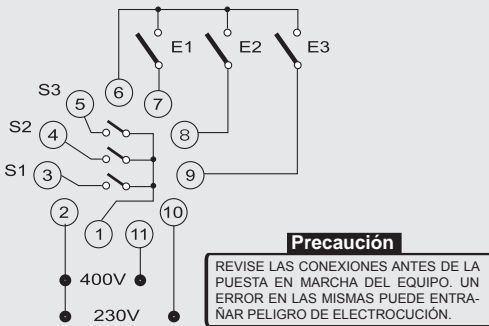 E1 E2 E3
6
7
S3
5
S2
4
8
S1
3
9
2
10
1
11
400V
230V
Precaución
REVISE LAS CONEXIONES ANTES DE LA
PUESTA EN MARCHA DEL EQUIPO. UN
ERROR EN LAS MISMAS PUEDE ENTRA-
ÑAR PELIGRO DE ELECTROCUCIÓN.